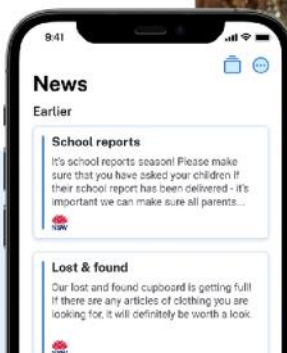 9:41
News
Earlier
School reports
It's school reports season! Please make
sure that you have asked your children if
their school report has been delivered - it's
important we can make sure all parents...
NSW
Lost & found
Our lost and found cupboard is getting full!
If there are any articles of clothing you are
looking for, it will definitely be worth a look.